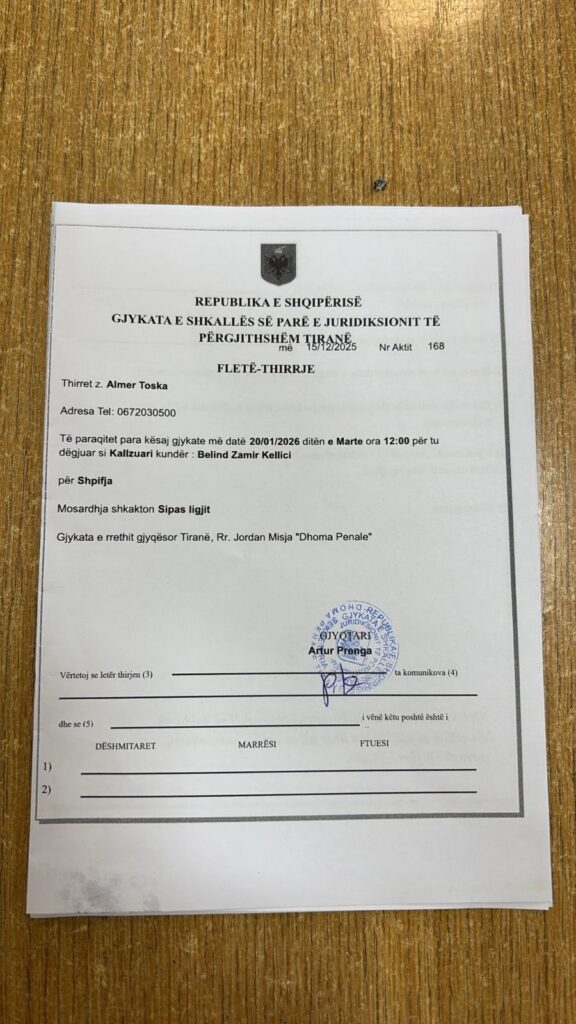 REPUBLIKA E SHQIPËRISË
GJYKATA E SHKALLËS SË PARË E JURIDIKSIONIT TË
PËRGJITHSHËM TIRANË
më 15/12/2025 Nr Aktit 168
FLETË-THIRRJE
Thirret z. Almer Toska
Adresa Tel: 0672030500
Të paraqitet para kësaj gjykate më datë 20/01/2026 ditën e Marte ora 12:00 për tu
dëgjuar si Kallzuari kundër : Belind Zamir Kellici
për Shpifja
Mosardhja shkakton Sipas ligjit
Gjykata e rrethit gjyqësor Tiranë, Rr. Jordan Misja "Dhoma Penale"
GJYQTARI
Artur Prenga
Vërtetoj se letër thirjen (3) ta komunikova (4)
dhe se (5) i vënë këtu poshtë është i
DËSHMITARET MARRËSI FTUESI
1)
2)